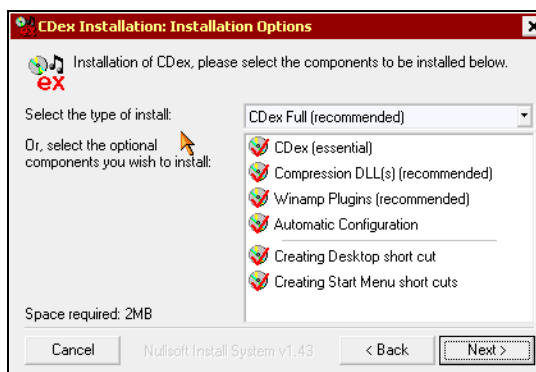 CDex Installation: Installation Options
ex
Installation of CDex, please select the components to be installed below.
Select the type of install:
CDex Full (recommended)
Or, select the optional
components you wish to install:
CDex (essential)
Compression DLL(s) (recommended)
Winamp Plugins (recommended)
Automatic Configuration
Creating Desktop short cut
Creating Start Menu short cuts
Space required: 2MB
Cancel
Nullsoft Install System v1.43
< Back
Next >